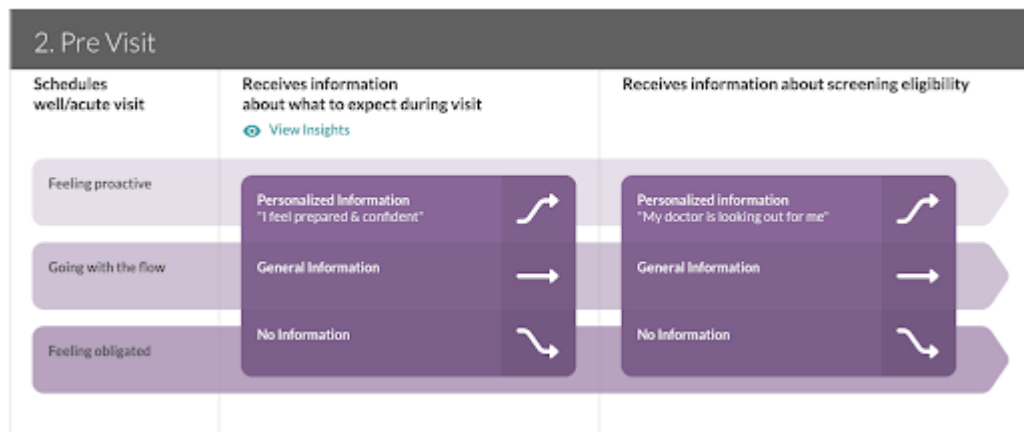 2. Pre Visit
Schedules
well/acute visit
Receives information
about what to expect during visit
View Insights
Receives information about screening eligibility
Feeling proactive
Going with the flow
Feeling obligated
Personalized Information
"I feel prepared & confident"
General Information
No Information
Personalized information
"My doctor is looking out for me"
General Information
No Information